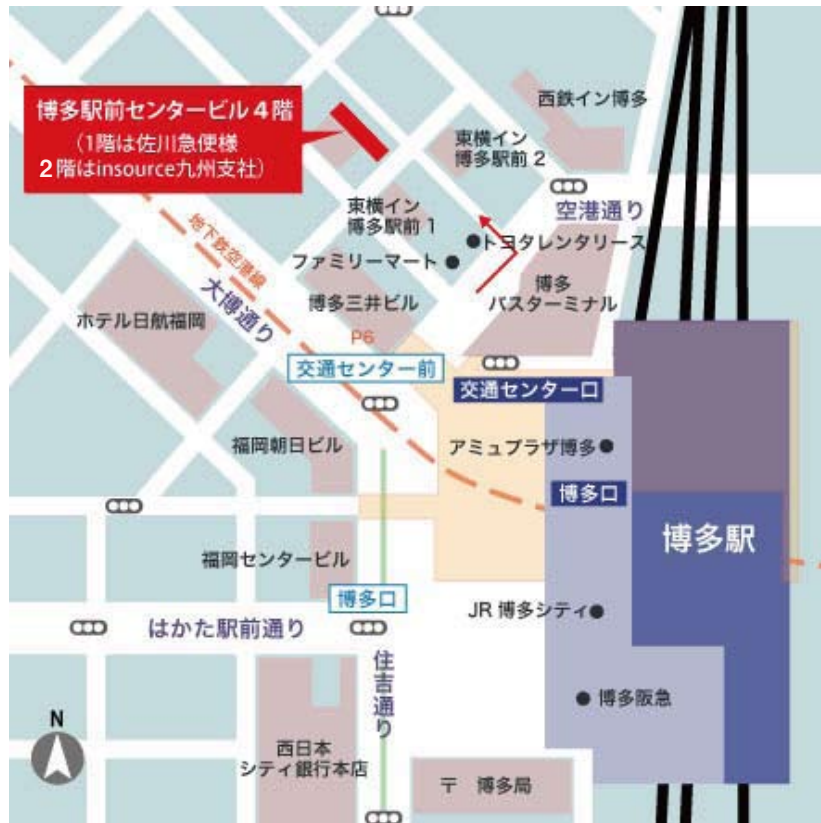 博多駅前センタービル４階
（1階は佐川急便様
2階はinsource九州支社）
西鉄イン博多
東横イン
博多駅前 2
空港通り
東横イン
博多駅前 1
トヨタレンタリース
ファミリーマート
博多
バスターミナル
博多三井ビル
地下鉄空港線
大博通り
ホテル日航福岡
P6
交通センター前
交通センター口
福岡朝日ビル
アミュプラザ博多
博多口
博多駅
福岡センタービル
博多口
JR 博多シティ
はかた駅前通り
住吉通り
博多阪急
N
西日本
シティ銀行本店
〒 博多局